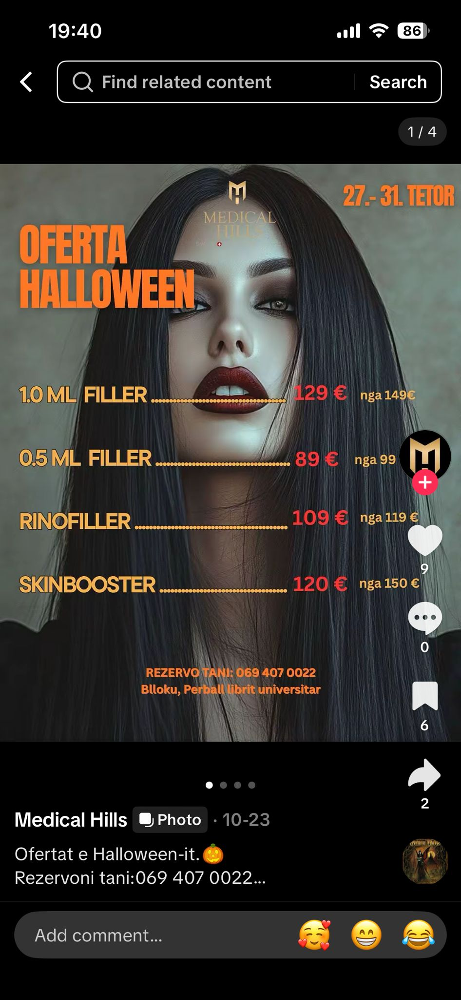 19:40
86
Find related content
Search
1 / 4
27.- 31. TETOR
MEDICAL
HILLS
OFERTA
HALLOWEEN
1.0 ML FILLER 129 € nga 149€
0.5 ML FILLER 89 € nga 99
RINOFILLER 109 € nga 119 €
SKINBOOSTER 120 € nga 150 €
9
0
REZERVO TANI: 069 407 0022
Blloku, Perball librit universitar
6
2
Medical Hills Photo · 10-23
Ofertat e Halloween-it.🎃
Rezervoni tani:069 407 0022...
Add comment...